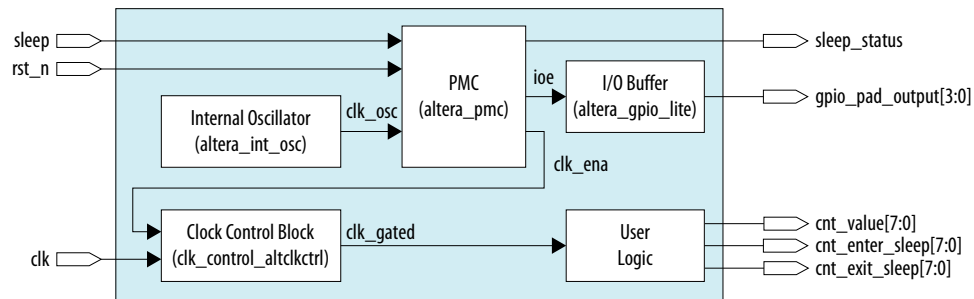 sleep
rst_n
sleep_status
PMC
(altera_pmc)
ioe
I/O Buffer
(altera_gpio_lite)
gpio_pad_output[3:0]
Internal Oscillator
(altera_int_osc)
clk_osc
clk_ena
clk
Clock Control Block
(clk_control_altclkctrl)
clk_gated
User
Logic
cnt_value[7:0]
cnt_enter_sleep[7:0]
cnt_exit_sleep[7:0]